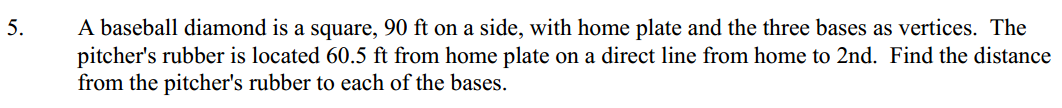 5. A baseball diamond is a square, 90 ft on a side, with home plate and the three bases as vertices. The
pitcher's rubber is located 60.5 ft from home plate on a direct line from home to 2nd. Find the distance
from the pitcher's rubber to each of the bases.